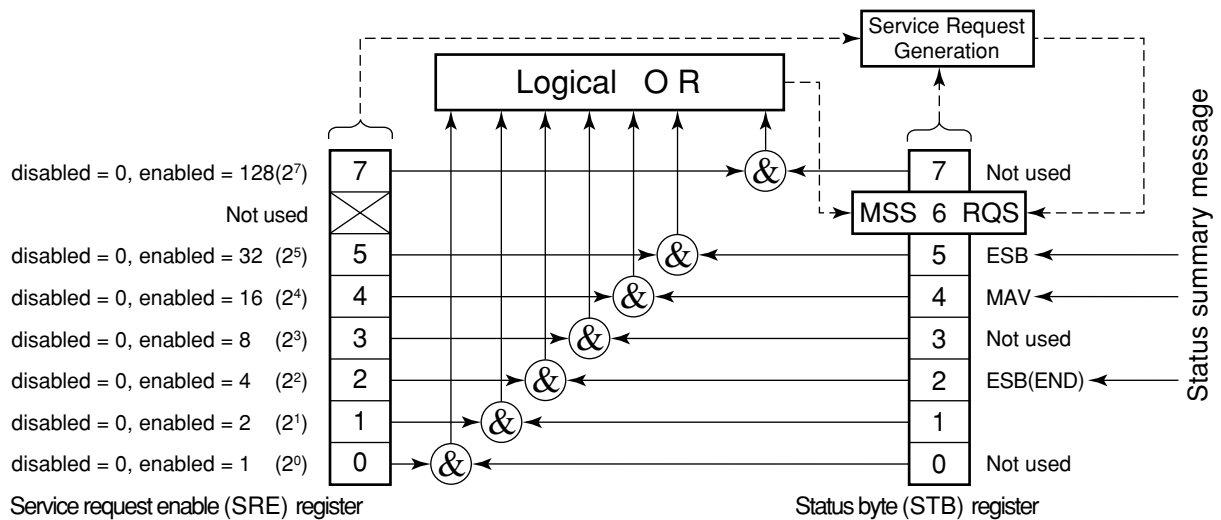 Service Request
Generation
Logical O R
disabled = 0, enabled = 128(2⁷) 7 & 7 Not used
Not used MSS 6 RQS
disabled = 0, enabled = 32 (2⁵) 5 & 5 ESB
disabled = 0, enabled = 16 (2⁴) 4 & 4 MAV
disabled = 0, enabled = 8 (2³) 3 & 3 Not used
disabled = 0, enabled = 4 (2²) 2 & 2 ESB(END)
disabled = 0, enabled = 2 (2¹) 1 & 1
disabled = 0, enabled = 1 (2⁰) 0 & 0 Not used
Service request enable (SRE) register Status byte (STB) register
Status summary message